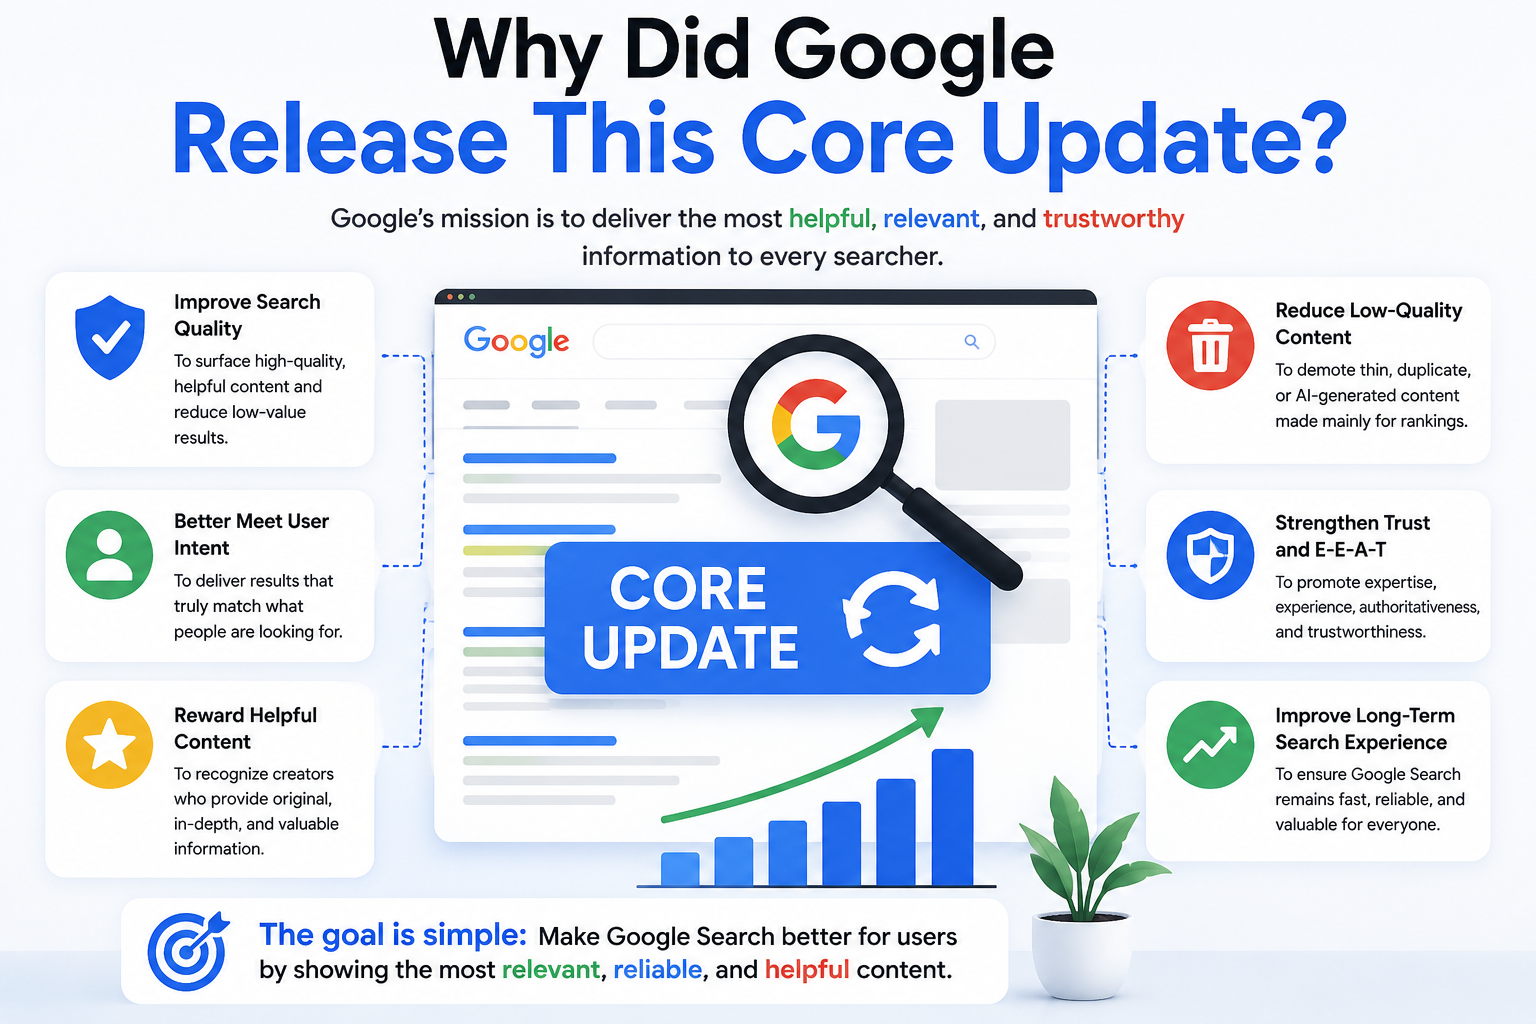 Why Did Google
Release This Core Update?
Google's mission is to deliver the most helpful, relevant, and trustworthy
information to every searcher.
Improve Search
Quality
To surface high-quality,
helpful content and
reduce low-value
results.
Better Meet User
Intent
To deliver results that
truly match what
people are looking for.
Reward Helpful
Content
To recognize creators
who provide original,
in-depth, and valuable
information.
Google
G
CORE
UPDATE
Reduce Low-Quality
Content
To demote thin, duplicate,
or AI-generated content
made mainly for rankings.
Strengthen Trust
and E-E-A-T
To promote expertise,
experience, authoritativeness,
and trustworthiness.
Improve Long-Term
Search Experience
To ensure Google Search
remains fast, reliable, and
valuable for everyone.
The goal is simple: Make Google Search better for users
by showing the most relevant, reliable, and helpful content.